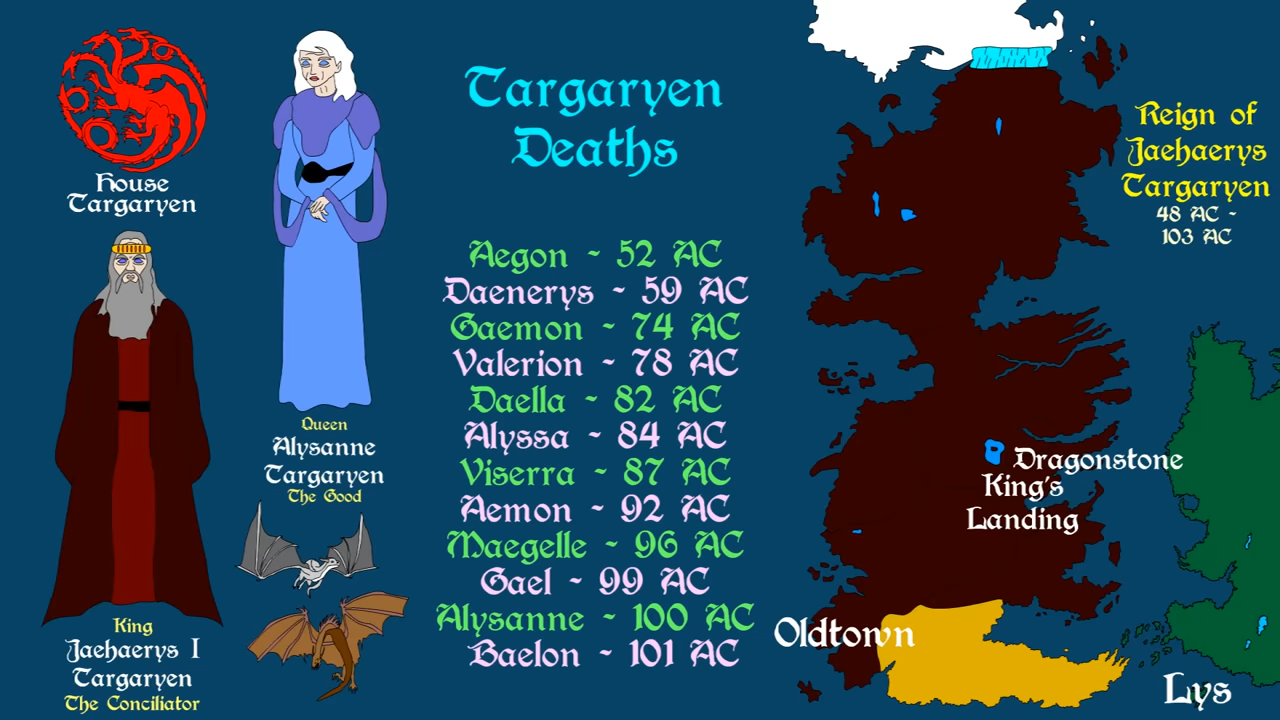 House
Targaryen
King
Jaehaerys I
Targaryen
The Conciliator
Queen
Alysanne
Targaryen
The Good
Targaryen
Deaths
Aegon - 52 AC
Daenerys - 59 AC
Gaemon - 74 AC
Valerion - 78 AC
Daella - 82 AC
Alyssa - 84 AC
Viserra - 87 AC
Aemon - 92 AC
Maegelle - 96 AC
Gael - 99 AC
Alysanne - 100 AC
Baelon - 101 AC
Reign of
Jaehaerys
Targaryen
48 AC -
103 AC
Dragonstone
King's
Landing
Oldtown
Lys